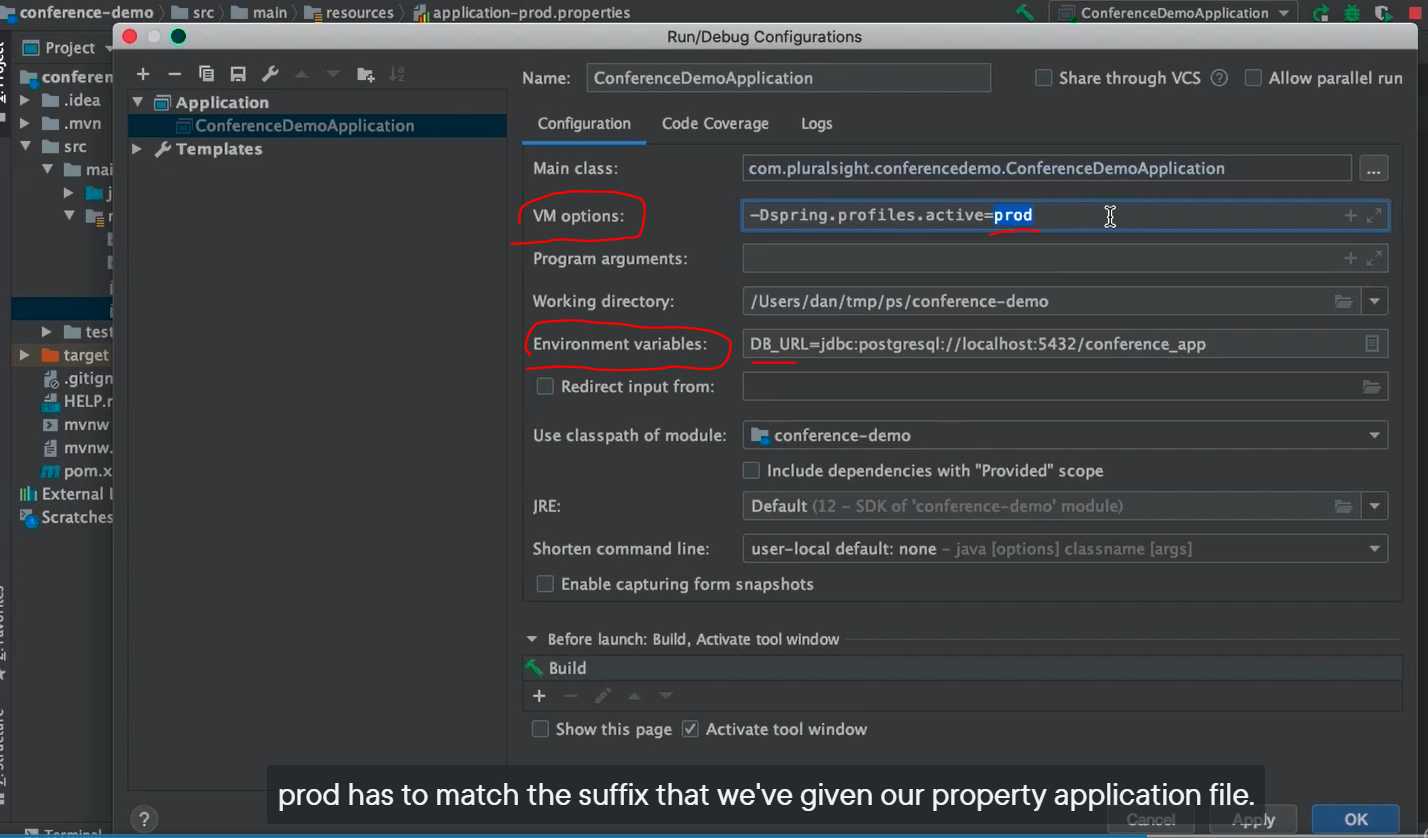 conference-demo src main resources application-prod.properties ConferenceDemoApplication
Run/Debug Configurations
Project
conferen
.idea
.mvn
src
mai
j
r
test
target
.gitign
HELP.r
mvnw
mvnw.
pom.x
External l
Scratches
Application
ConferenceDemoApplication
Templates
Name: ConferenceDemoApplication Share through VCS ? Allow parallel run
Configuration Code Coverage Logs
Main class: com.pluralsight.conferencedemo.ConferenceDemoApplication ...
VM options: -Dspring.profiles.active=prod
Program arguments:
Working directory: /Users/dan/tmp/ps/conference-demo
Environment variables: DB_URL=jdbc:postgresql://localhost:5432/conference_app
Redirect input from:
Use classpath of module: conference-demo
Include dependencies with "Provided" scope
JRE: Default (12 – SDK of 'conference-demo' module)
Shorten command line: user-local default: none – java [options] classname [args]
Enable capturing form snapshots
Before launch: Build, Activate tool window
Build
Show this page Activate tool window
prod has to match the suffix that we've given our property application file.
? Cancel Apply OK
Terminal